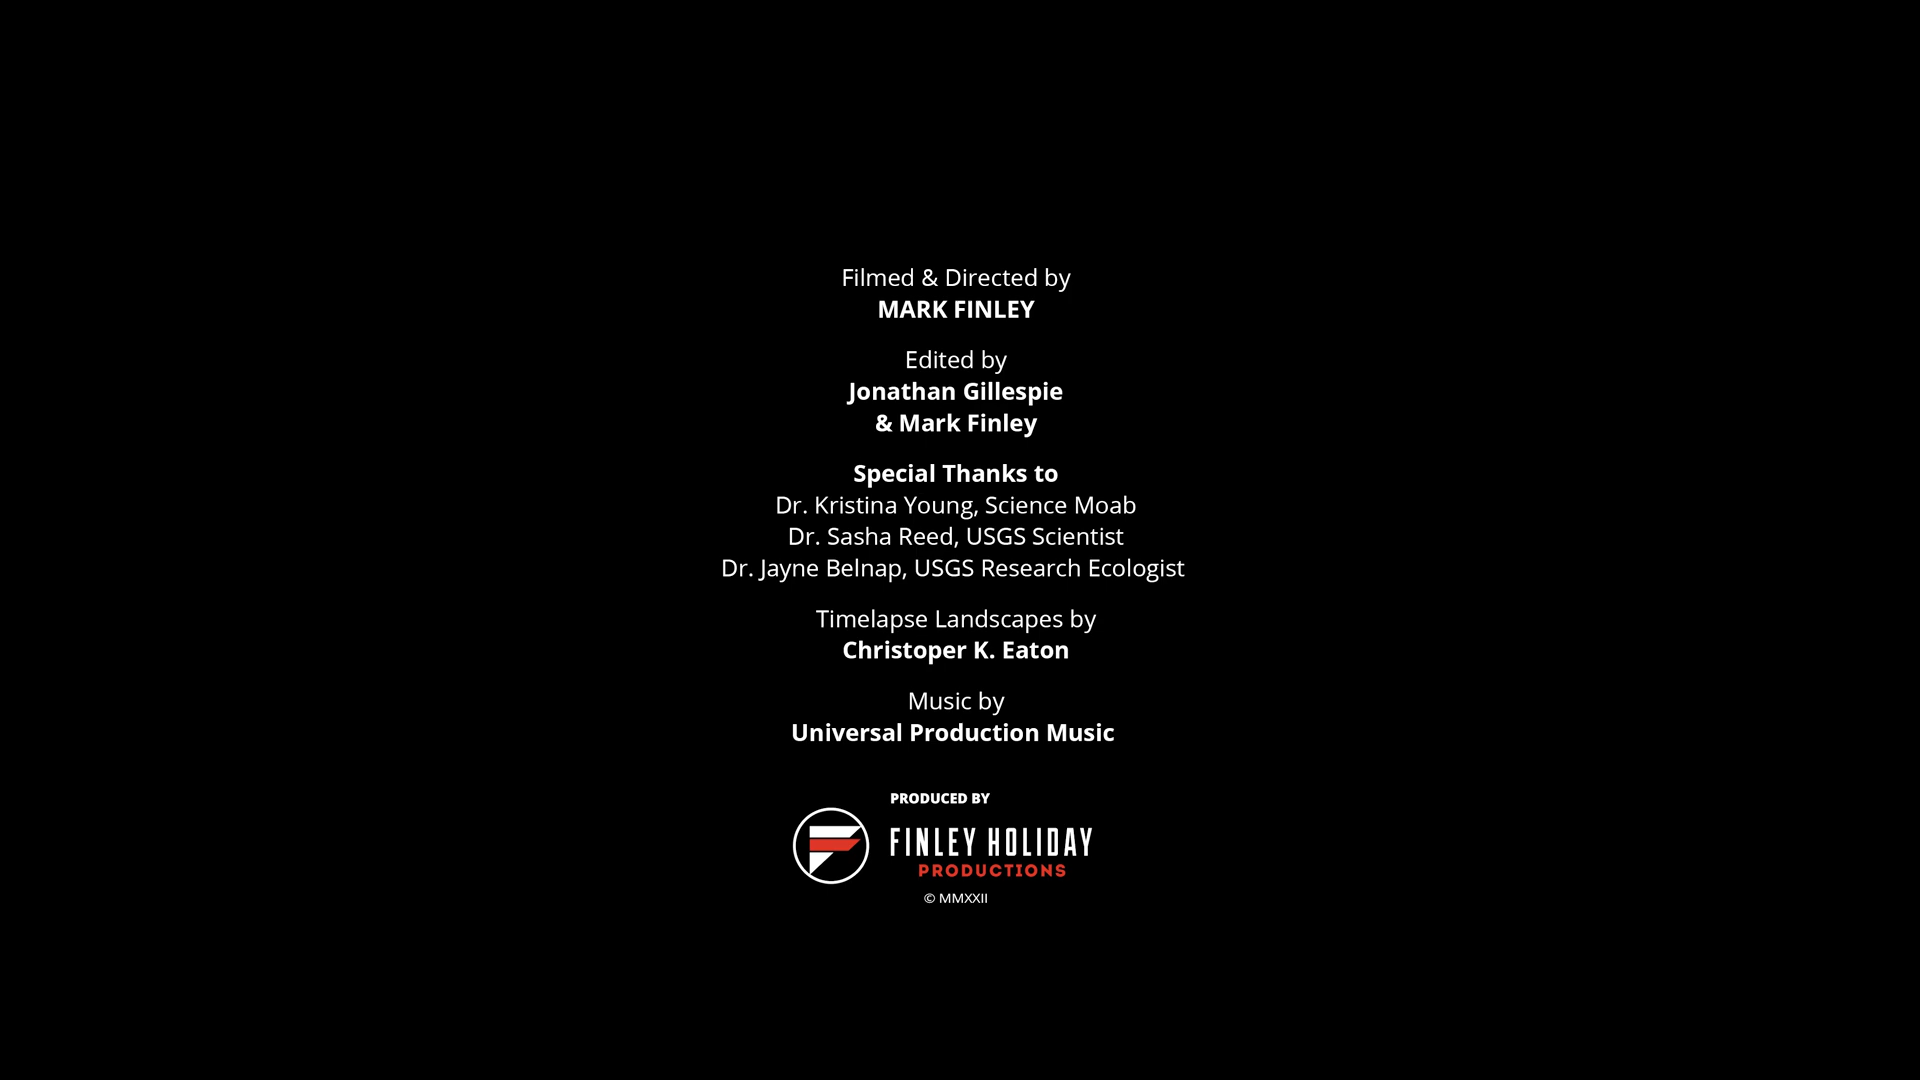 Filmed & Directed by
MARK FINLEY
Edited by
Jonathan Gillespie
& Mark Finley
Special Thanks to
Dr. Kristina Young, Science Moab
Dr. Sasha Reed, USGS Scientist
Dr. Jayne Belnap, USGS Research Ecologist
Timelapse Landscapes by
Christoper K. Eaton
Music by
Universal Production Music
PRODUCED BY
FINLEY HOLIDAY
PRODUCTIONS
© MMXXII